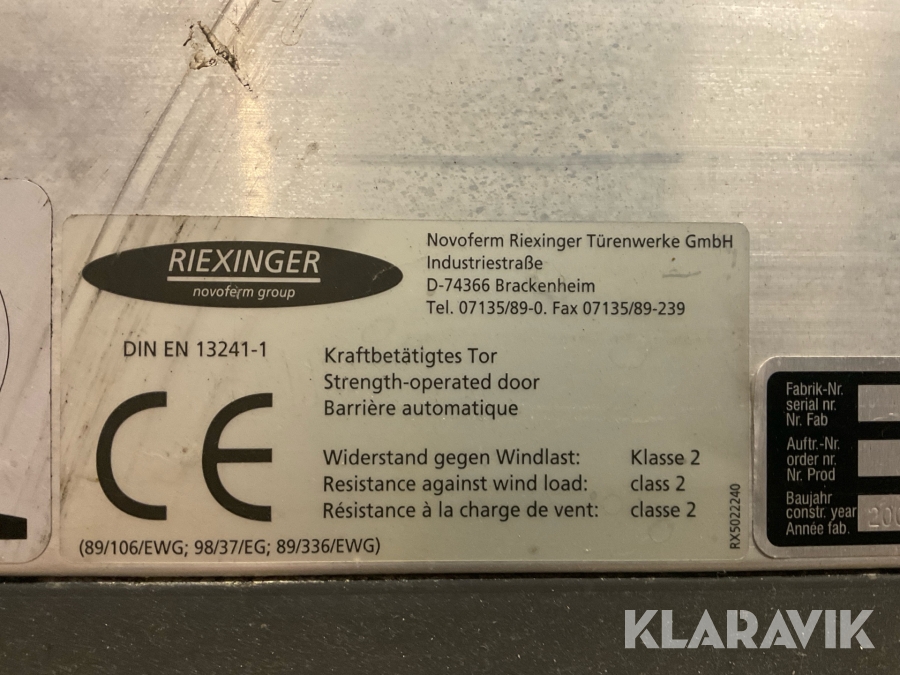 RIEXINGER
novoferm group
Novoferm Riexinger Türenwerke GmbH
Industriestraße
D-74366 Brackenheim
Tel. 07135/89-0. Fax 07135/89-239
DIN EN 13241-1
CE
Kraftbetätigtes Tor
Strength-operated door
Barrière automatique
Widerstand gegen Windlast: Klasse 2
Resistance against wind load: class 2
Résistance à la charge de vent: classe 2
(89/106/EWG; 98/37/EG; 89/336/EWG)
RX5022240
Fabrik-Nr.
serial nr.
Nr. Fab
Auftr.-Nr.
order nr.
Nr. Prod
Baujahr
constr. year
Année fab.
KLARAVIK